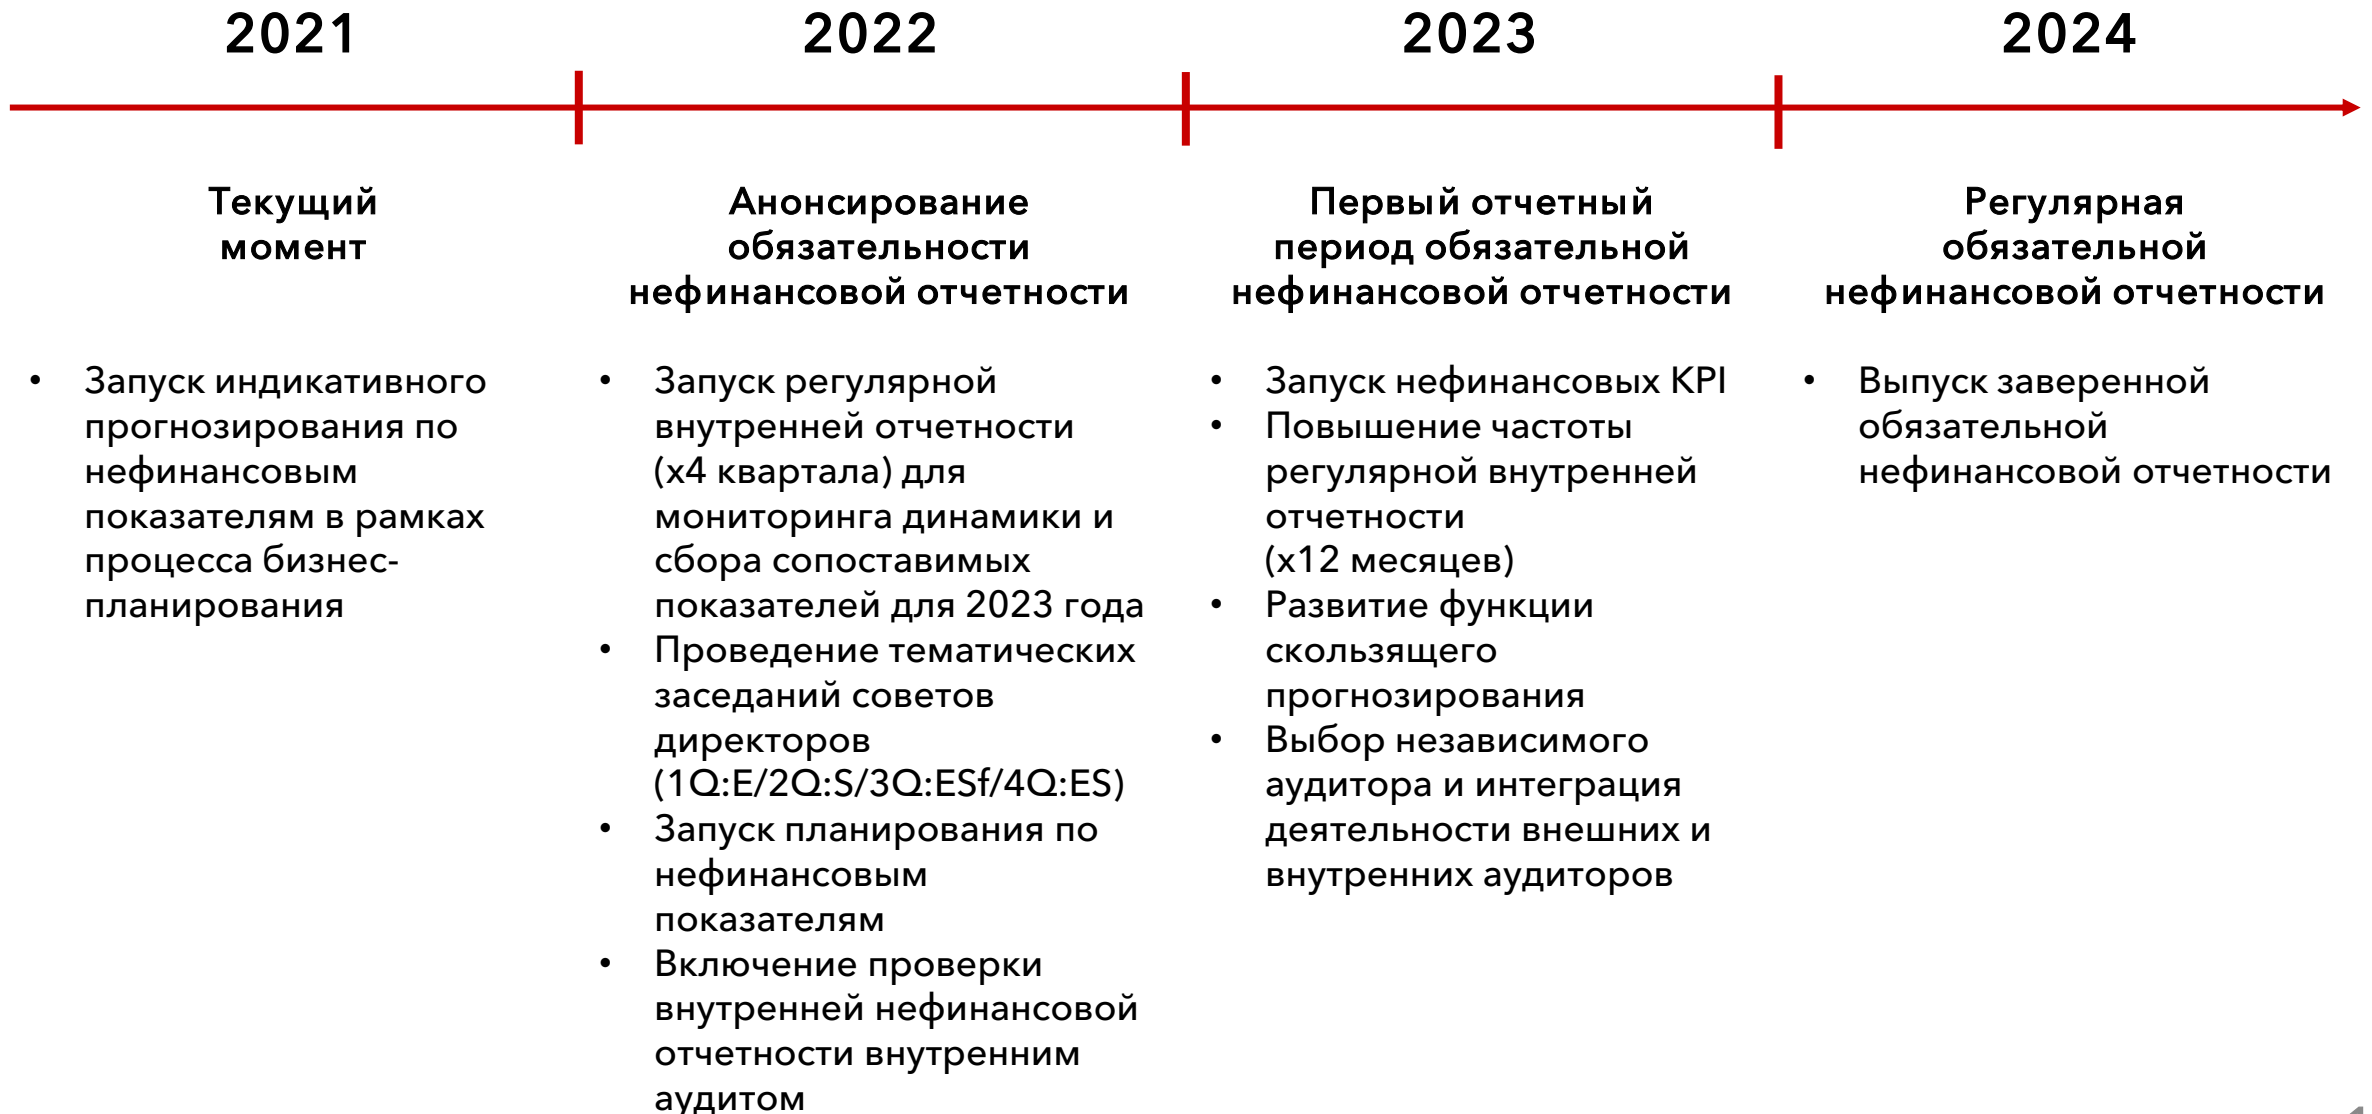 2021
2022
2023
2024
Текущий
момент
Анонсирование
обязательности
нефинансовой отчетности
Первый отчетный
период обязательной
нефинансовой отчетности
Регулярная
обязательной
нефинансовой отчетности
• Запуск индикативного
прогнозирования по
нефинансовым
показателям в рамках
процесса бизнес-
планирования
• Запуск регулярной
внутренней отчетности
(х4 квартала) для
мониторинга динамики и
сбора сопоставимых
показателей для 2023 года
• Проведение тематических
заседаний советов
директоров
(1Q:E/2Q:S/3Q:ESf/4Q:ES)
• Запуск планирования по
нефинансовым
показателям
• Включение проверки
внутренней нефинансовой
отчетности внутренним
аудитом
• Запуск нефинансовых KPI
• Повышение частоты
регулярной внутренней
отчетности
(х12 месяцев)
• Развитие функции
скользящего
прогнозирования
• Выбор независимого
аудитора и интеграция
деятельности внешних и
внутренних аудиторов
• Выпуск заверенной
обязательной
нефинансовой отчетности